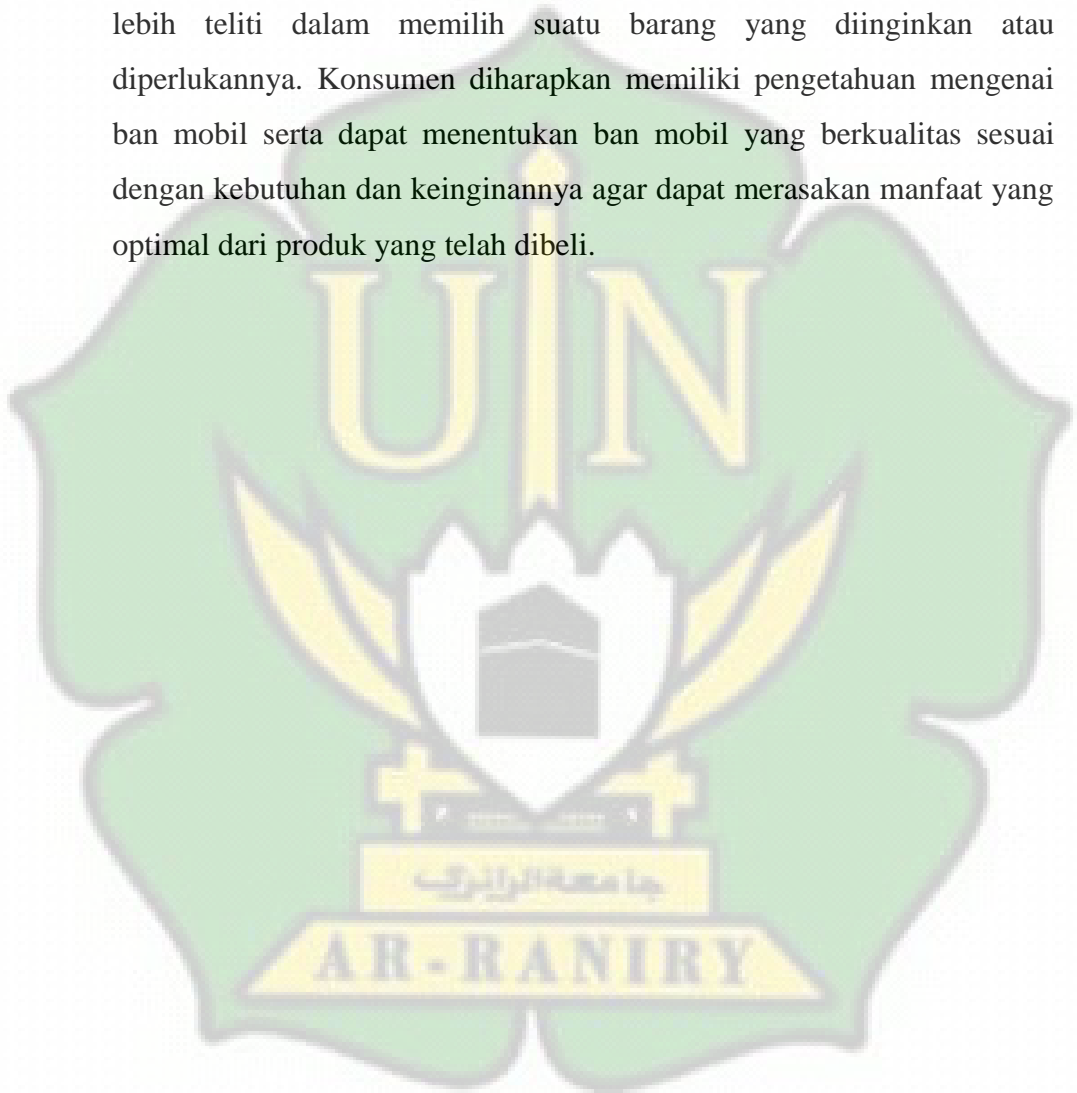 lebih teliti dalam memilih suatu barang yang diinginkan atau
diperlukannya. Konsumen diharapkan memiliki pengetahuan mengenai
ban mobil serta dapat menentukan ban mobil yang berkualitas sesuai
dengan kebutuhan dan keinginannya agar dapat merasakan manfaat yang
optimal dari produk yang telah dibeli.
UIN
جامعة الرانري
AR-RANIRY